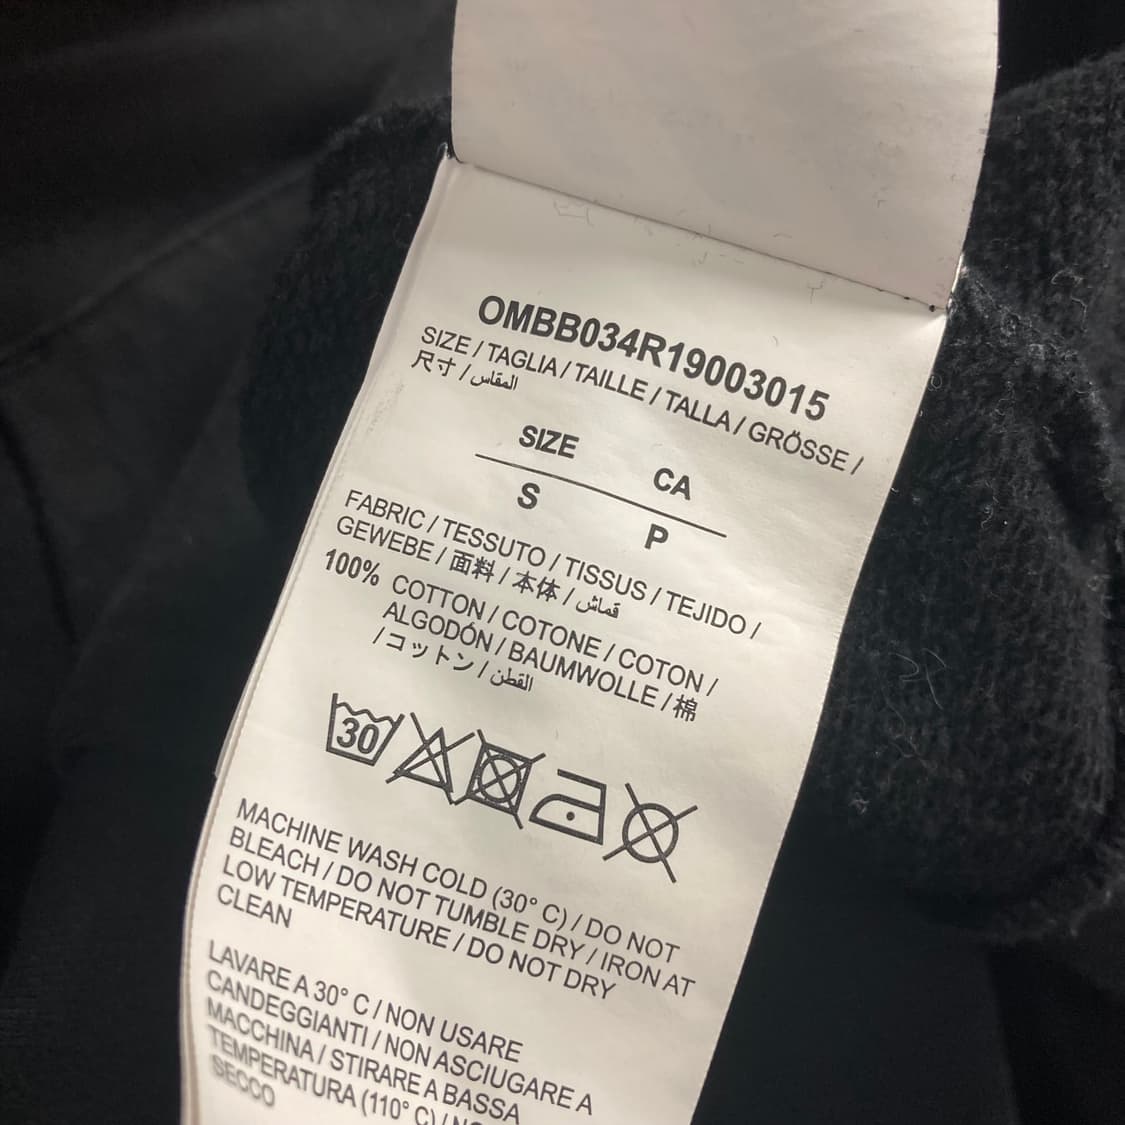 OMBB034R19003015
SIZE / TAGLIA / TAILLE / TALLA / GRÖSSE /
尺寸 / المقاس
SIZE CA
S P
FABRIC / TESSUTO / TISSUS / TEJIDO /
GEWEBE / 面料 / 本体 / قماش
100% COTTON / COTONE / COTON /
ALGODÓN / BAUMWOLLE / 棉
/ コットン / القطن
30
MACHINE WASH COLD (30° C) / DO NOT
BLEACH / DO NOT TUMBLE DRY / IRON AT
LOW TEMPERATURE / DO NOT DRY
CLEAN
LAVARE A 30° C / NON USARE
CANDEGGIANTI / NON ASCIUGARE A
MACCHINA / STIRARE A BASSA
TEMPERATURA (110° C) /
SECCO